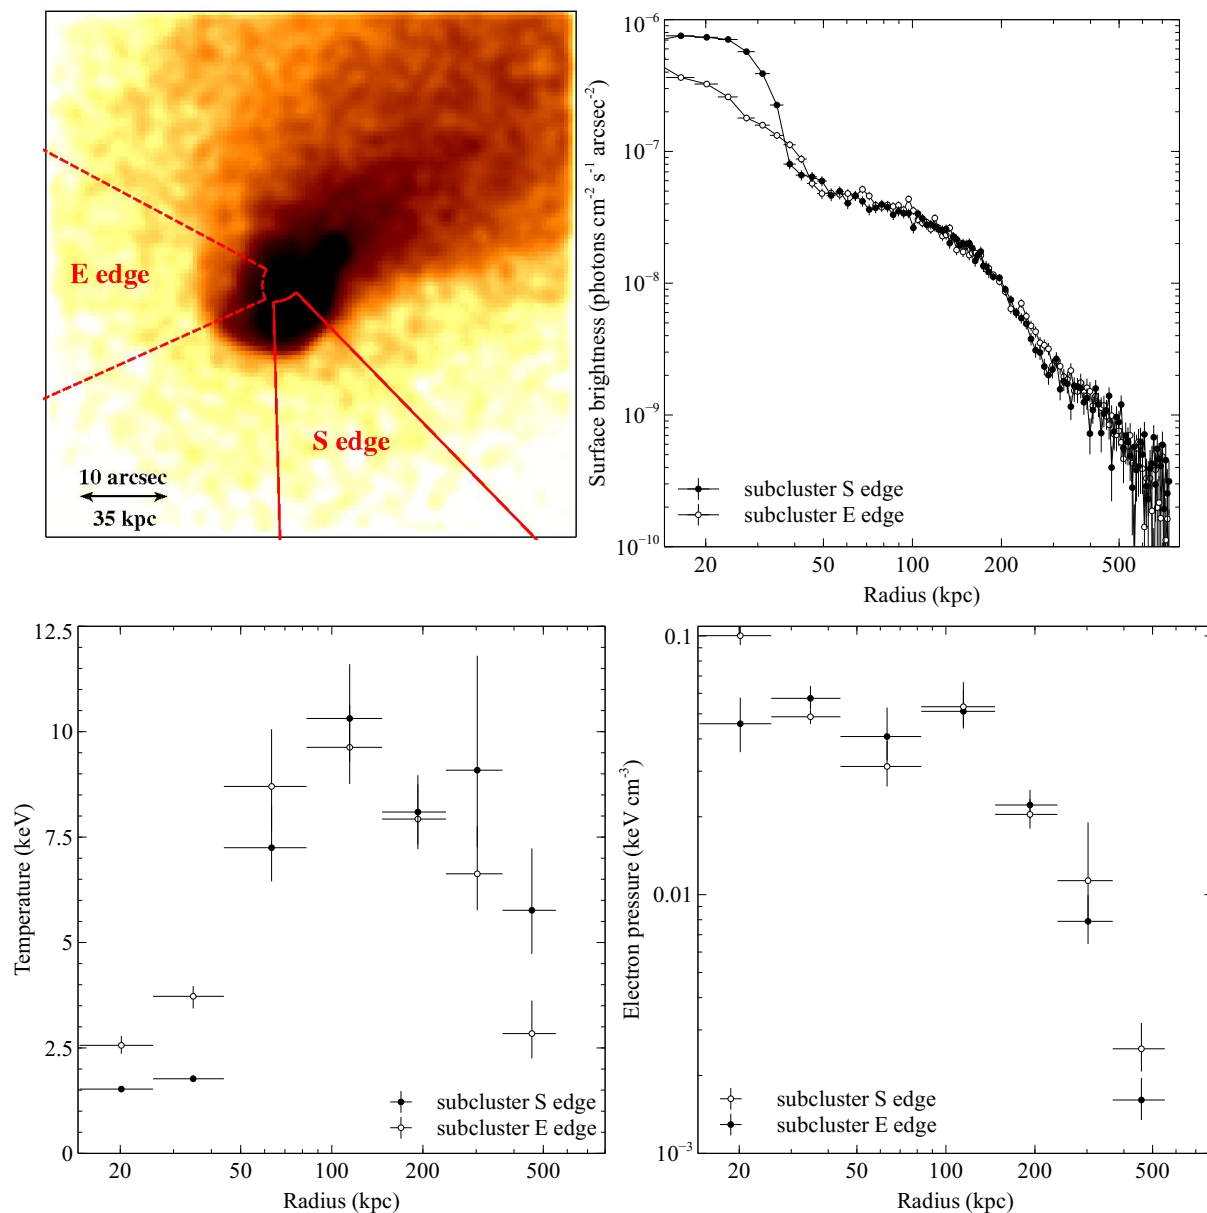 E edge
S edge
10 arcsec
35 kpc
Surface brightness (photons cm⁻² s⁻¹ arcsec⁻²)
10⁻⁶
10⁻⁷
10⁻⁸
10⁻⁹
10⁻¹⁰
subcluster S edge
subcluster E edge
20 50 100 200 500
Radius (kpc)
Temperature (keV)
12.5
10
7.5
5
2.5
0
subcluster S edge
subcluster E edge
20 50 100 200 500
Radius (kpc)
Electron pressure (keV cm⁻³)
0.1
0.01
10⁻³
subcluster S edge
subcluster E edge
20 50 100 200 500
Radius (kpc)